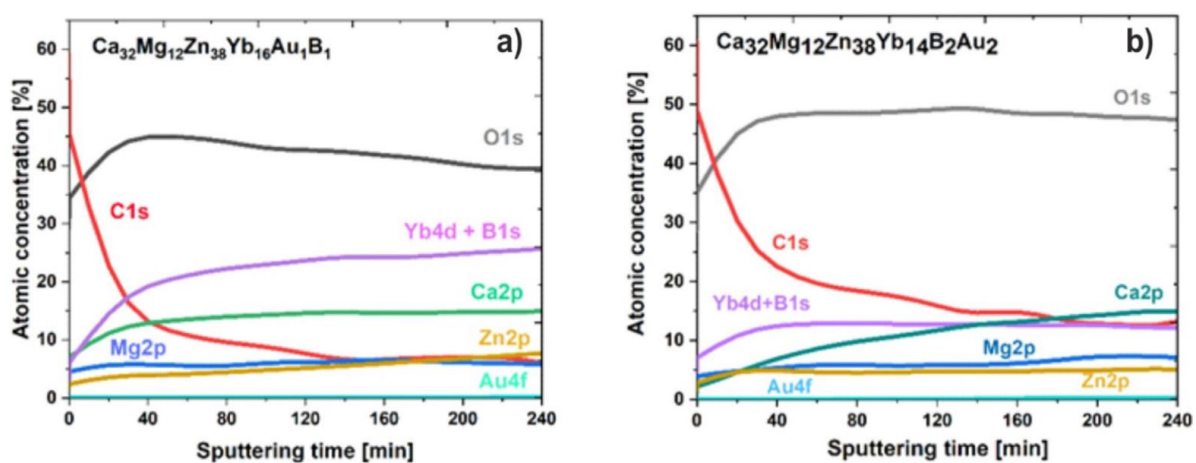 Ca32Mg12Zn38Yb16Au1B1
a)
Atomic concentration [%]
60
50
40
30
20
10
0
O1s
C1s
Yb4d + B1s
Ca2p
Mg2p
Zn2p
Au4f
0 40 80 120 160 200 240
Sputtering time [min]
Ca32Mg12Zn38Yb14B2Au2
b)
Atomic concentration [%]
60
50
40
30
20
10
0
O1s
C1s
Yb4d+B1s
Ca2p
Mg2p
Au4f
Zn2p
0 40 80 120 160 200 240
Sputtering time [min]